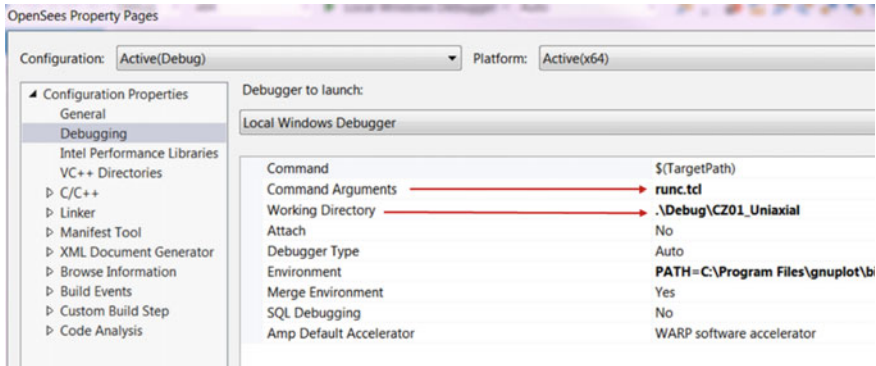 OpenSees Property Pages
Configuration: Active(Debug) Platform: Active(x64)
Configuration Properties
General
Debugging
Intel Performance Libraries
VC++ Directories
C/C++
Linker
Manifest Tool
XML Document Generator
Browse Information
Build Events
Custom Build Step
Code Analysis
Debugger to launch:
Local Windows Debugger
Command $(TargetPath)
Command Arguments runc.tcl
Working Directory .\Debug\CZ01_Uniaxial
Attach No
Debugger Type Auto
Environment PATH=C:\Program Files\gnuplot\bi
Merge Environment Yes
SQL Debugging No
Amp Default Accelerator WARP software accelerator